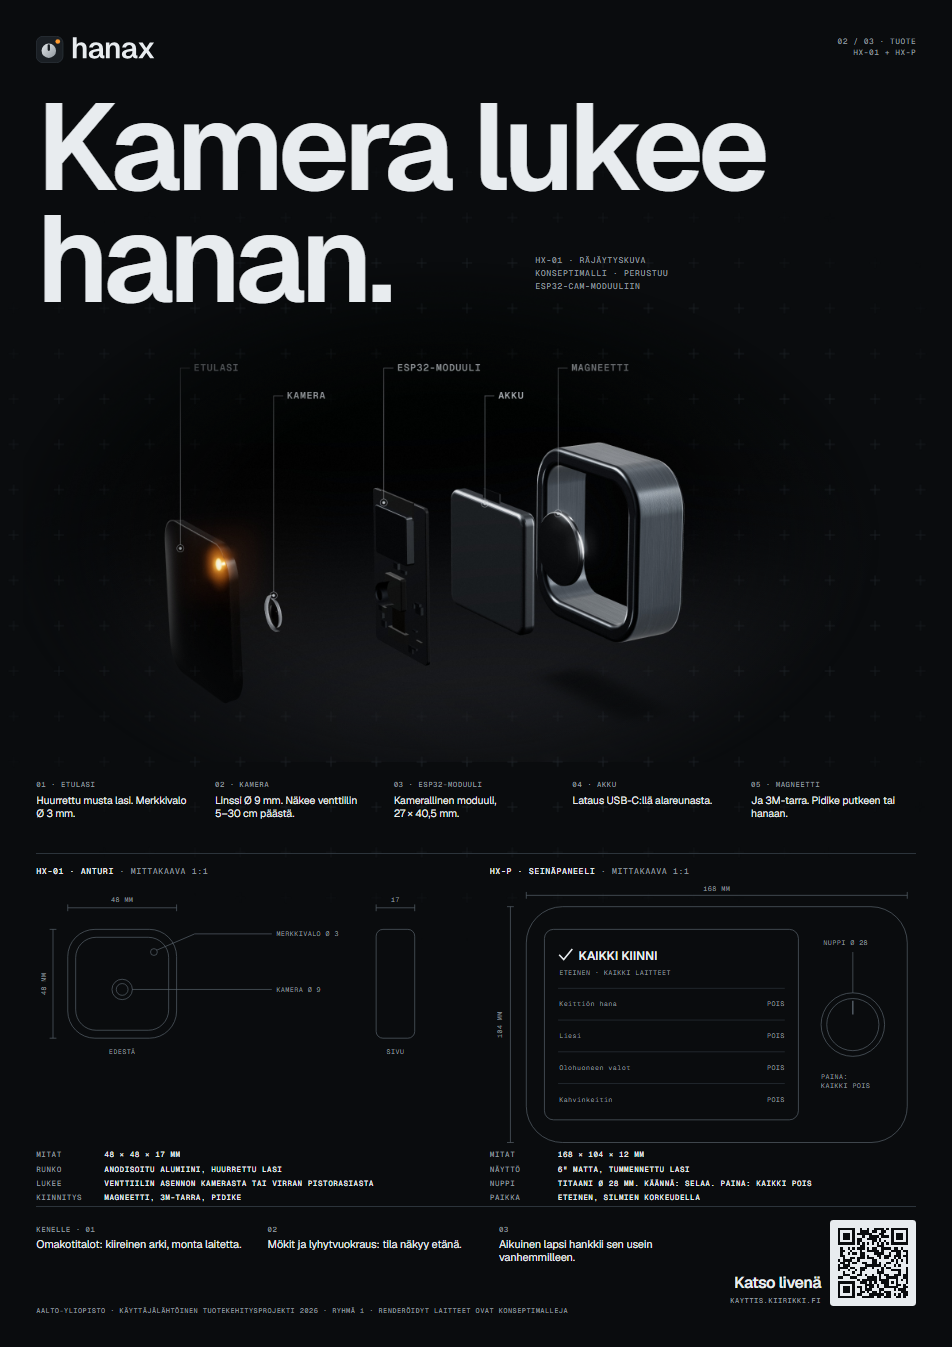 hanax
02 / 03 · TUOTE
HX-01 + HX-P
Kamera lukee
hanan.
HX-01 · RÄJÄYTYSKUVA
KONSEPTIMALLI · PERUSTUU
ESP32-CAM-MODUULIIN
ETULASI
ESP32-MODUULI
MAGNEETTI
KAMERA
AKKU
01 · ETULASI
Huurrettu musta lasi. Merkkivalo
Ø 3 mm.
02 · KAMERA
Linssi Ø 9 mm. Näkee venttiilin
5–30 cm päästä.
03 · ESP32-MODUULI
Kamerallinen moduuli,
27 × 40,5 mm.
04 · AKKU
Lataus USB-C:llä alareunasta.
05 · MAGNEETTI
Ja 3M-tarra. Pidike putkeen tai
hanaan.
HX-01 · ANTURI · MITTAKAAVA 1:1
48 MM
17
48 MM
MERKKIVALO Ø 3
KAMERA Ø 9
EDESTÄ
SIVU
HX-P · SEINÄPANEELI · MITTAKAAVA 1:1
168 MM
104 MM
KAIKKI KIINNI
ETEINEN · KAIKKI LAITTEET
Keittiön hana POIS
Liesi POIS
Olohuoneen valot POIS
Kahvinkeitin POIS
NUPPI Ø 28
PAINA:
KAIKKI POIS
MITAT 48 × 48 × 17 MM
RUNKO ANODISOITU ALUMIINI, HUURRETTU LASI
LUKEE VENTTIILIN ASENNON KAMERASTA TAI VIRRAN PISTORASIASTA
KIINNITYS MAGNEETTI, 3M-TARRA, PIDIKE
MITAT 168 × 104 × 12 MM
NÄYTTÖ 6" MATTA, TUMMENNETTU LASI
NUPPI TITAANI Ø 28 MM. KÄÄNNÄ: SELAA. PAINA: KAIKKI POIS
PAIKKA ETEINEN, SILMIEN KORKEUDELLA
KENELLE · 01
Omakotitalot: kiireinen arki, monta laitetta.
02
Mökit ja lyhytvuokraus: tila näkyy etänä.
03
Aikuinen lapsi hankkii sen usein
vanhemmilleen.
Katso livenä
KAYTTIS.KIIRIKKI.FI
AALTO-YLIOPISTO · KÄYTTÄJÄLÄHTÖINEN TUOTEKEHITYSPROJEKTI 2026 · RYHMÄ 1 · RENDERÖIDYT LAITTEET OVAT KONSEPTIMALLEJA